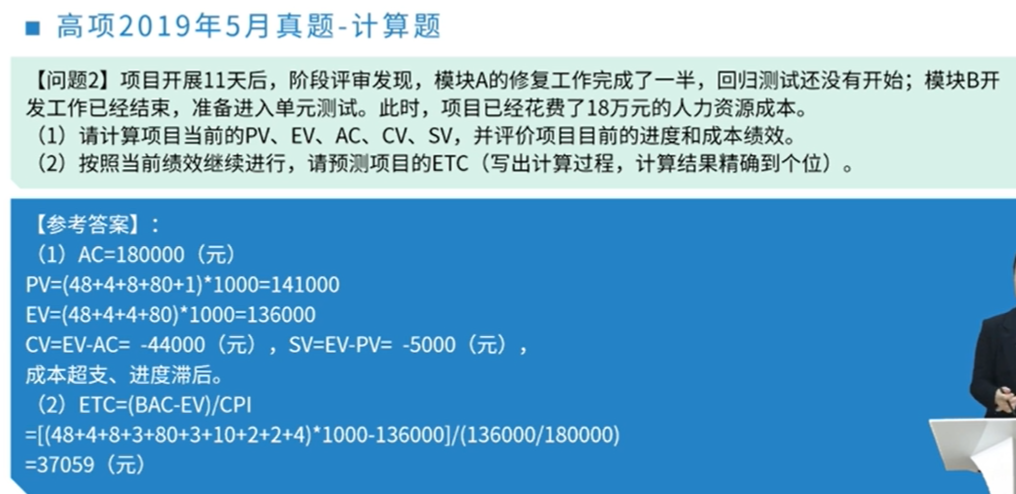 ■ 高项2019年5月真题-计算题
【问题2】项目开展11天后，阶段评审发现，模块A的修复工作完成了一半，回归测试还没有开始；模块B开
发工作已经结束，准备进入单元测试。此时，项目已经花费了18万元的人力资源成本。
（1）请计算项目当前的PV、EV、AC、CV、SV，并评价项目目前的进度和成本绩效。
（2）按照当前绩效继续进行，请预测项目的ETC（写出计算过程，计算结果精确到个位）。
【参考答案】：
（1）AC=180000（元）
PV=(48+4+8+80+1)*1000=141000
EV=(48+4+4+80)*1000=136000
CV=EV-AC= -44000（元），SV=EV-PV= -5000（元），
成本超支、进度滞后。
（2）ETC=(BAC-EV)/CPI
=[(48+4+8+3+80+3+10+2+2+4)*1000-136000]/(136000/180000)
=37059（元）